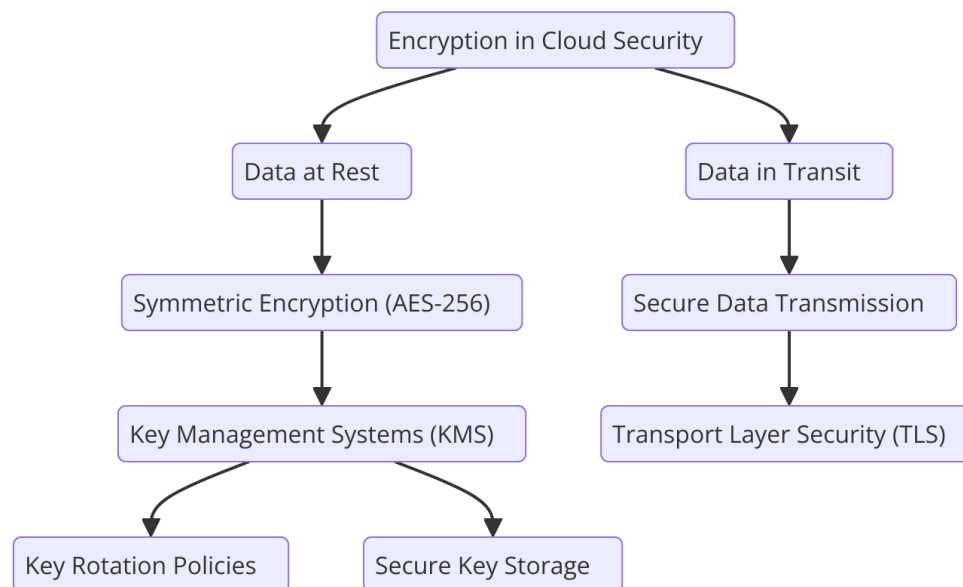 Encryption in Cloud Security
Data at Rest
Data in Transit
Symmetric Encryption (AES-256)
Secure Data Transmission
Key Management Systems (KMS)
Transport Layer Security (TLS)
Key Rotation Policies
Secure Key Storage